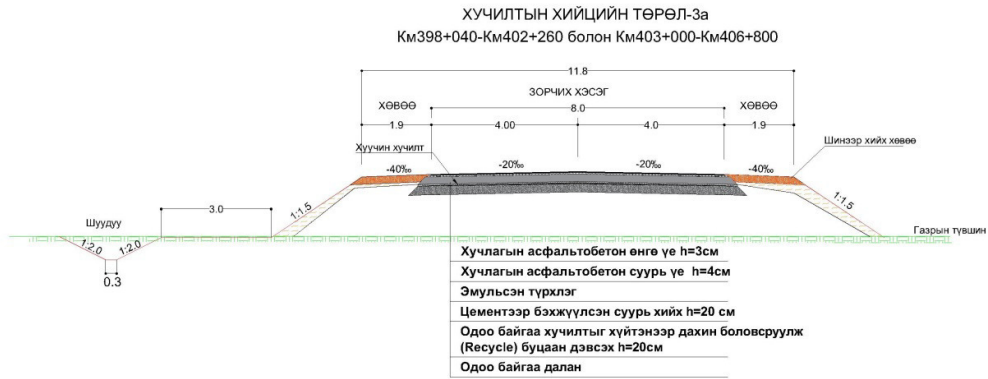 ХУЧИЛТЫН ХИЙЦИЙН ТӨРӨЛ-3а
Км398+040-Км402+260 болон Км403+000-Км406+800
11.8
ЗОРЧИХ ХЭСЭГ
ХӨВӨӨ
8.0
ХӨВӨӨ
1.9
4.00
4.0
1.9
Хуучин хучилт
Шинээр хийх хөвөө
-40‰
-20‰
-20‰
-40‰
3.0
1:1.5
1:1.5
Шуудуу
Газрын түвшин
1:2.0
1:2.0
0.3
Хучлагын асфальтобетон өнгө үе h=3см
Хучлагын асфальтобетон суурь үе h=4см
Эмульсэн түрхлэг
Цементээр бэхжүүлсэн суурь хийх h=20 см
Одоо байгаа хучилтыг хүйтэнээр дахин боловсруулж
(Recycle) буцаан дэвсэх h=20см
Одоо байгаа далан